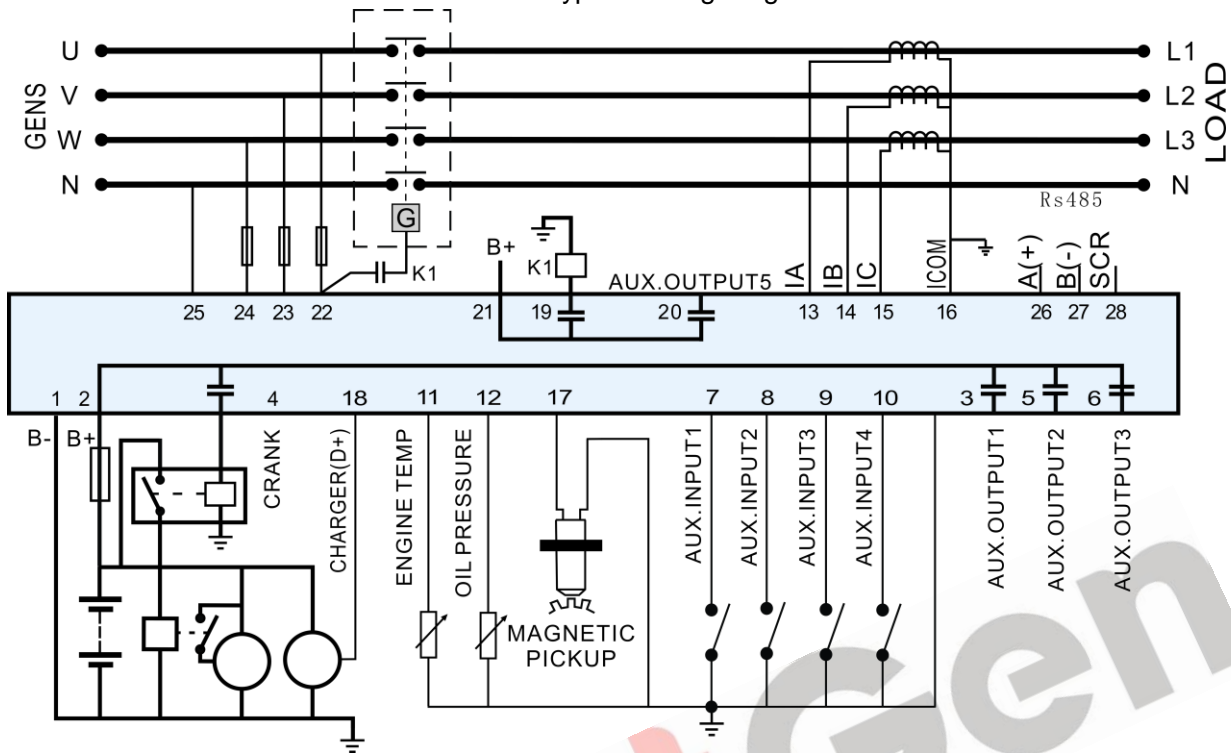 U
L1
V
L2
W
L3
N
N
GENS
LOAD
G
K1
B+
K1
AUX.OUTPUT5
IA
IB
IC
ICOM
Rs485
A(+)
B(-)
SCR
25
24
23
22
21
19
20
13
14
15
16
26
27
28
1
2
4
18
11
12
17
7
8
9
10
3
5
6
B-
B+
CRANK
CHARGER(D+)
ENGINE TEMP
OIL PRESSURE
MAGNETIC
PICKUP
AUX.INPUT1
AUX.INPUT2
AUX.INPUT3
AUX.INPUT4
AUX.OUTPUT1
AUX.OUTPUT2
AUX.OUTPUT3
Gen